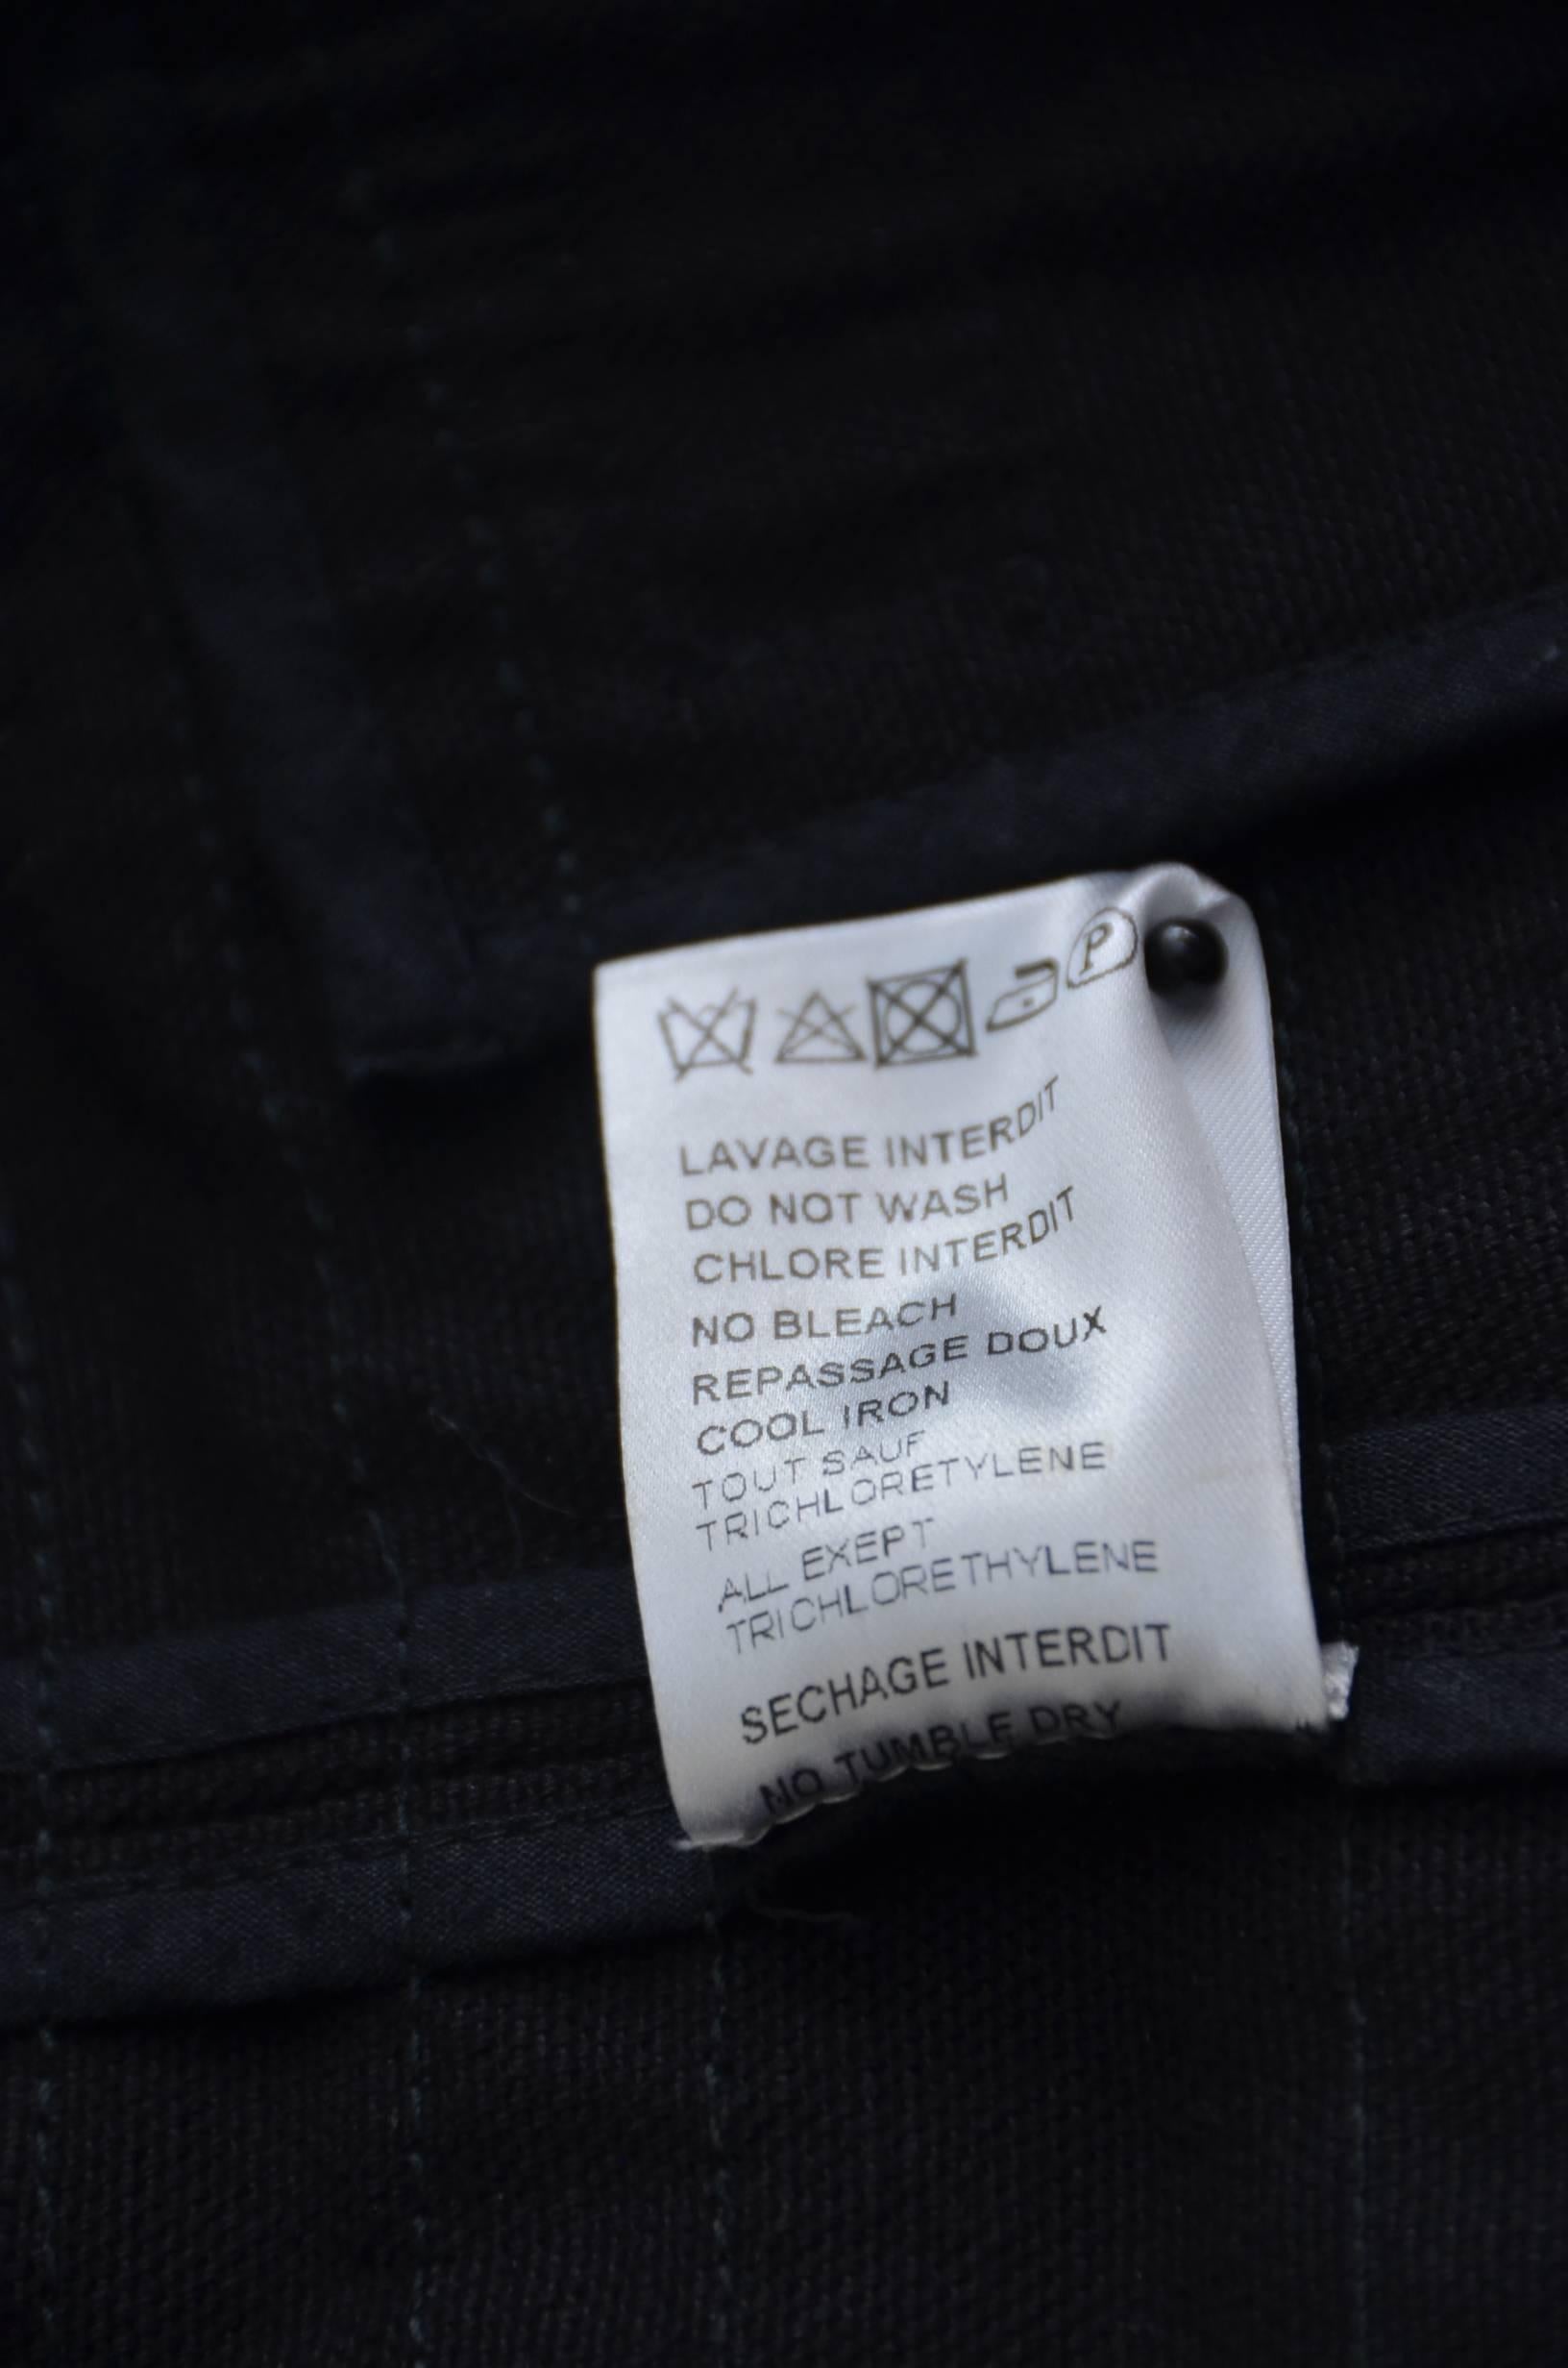 P
LAVAGE INTERDIT
DO NOT WASH
CHLORE INTERDIT
NO BLEACH
REPASSAGE DOUX
COOL IRON
TOUT SAUF
TRICHLORETYLENE
ALL EXEPT
TRICHLORETHYLENE
SECHAGE INTERDIT
NO TUMBLE DRY